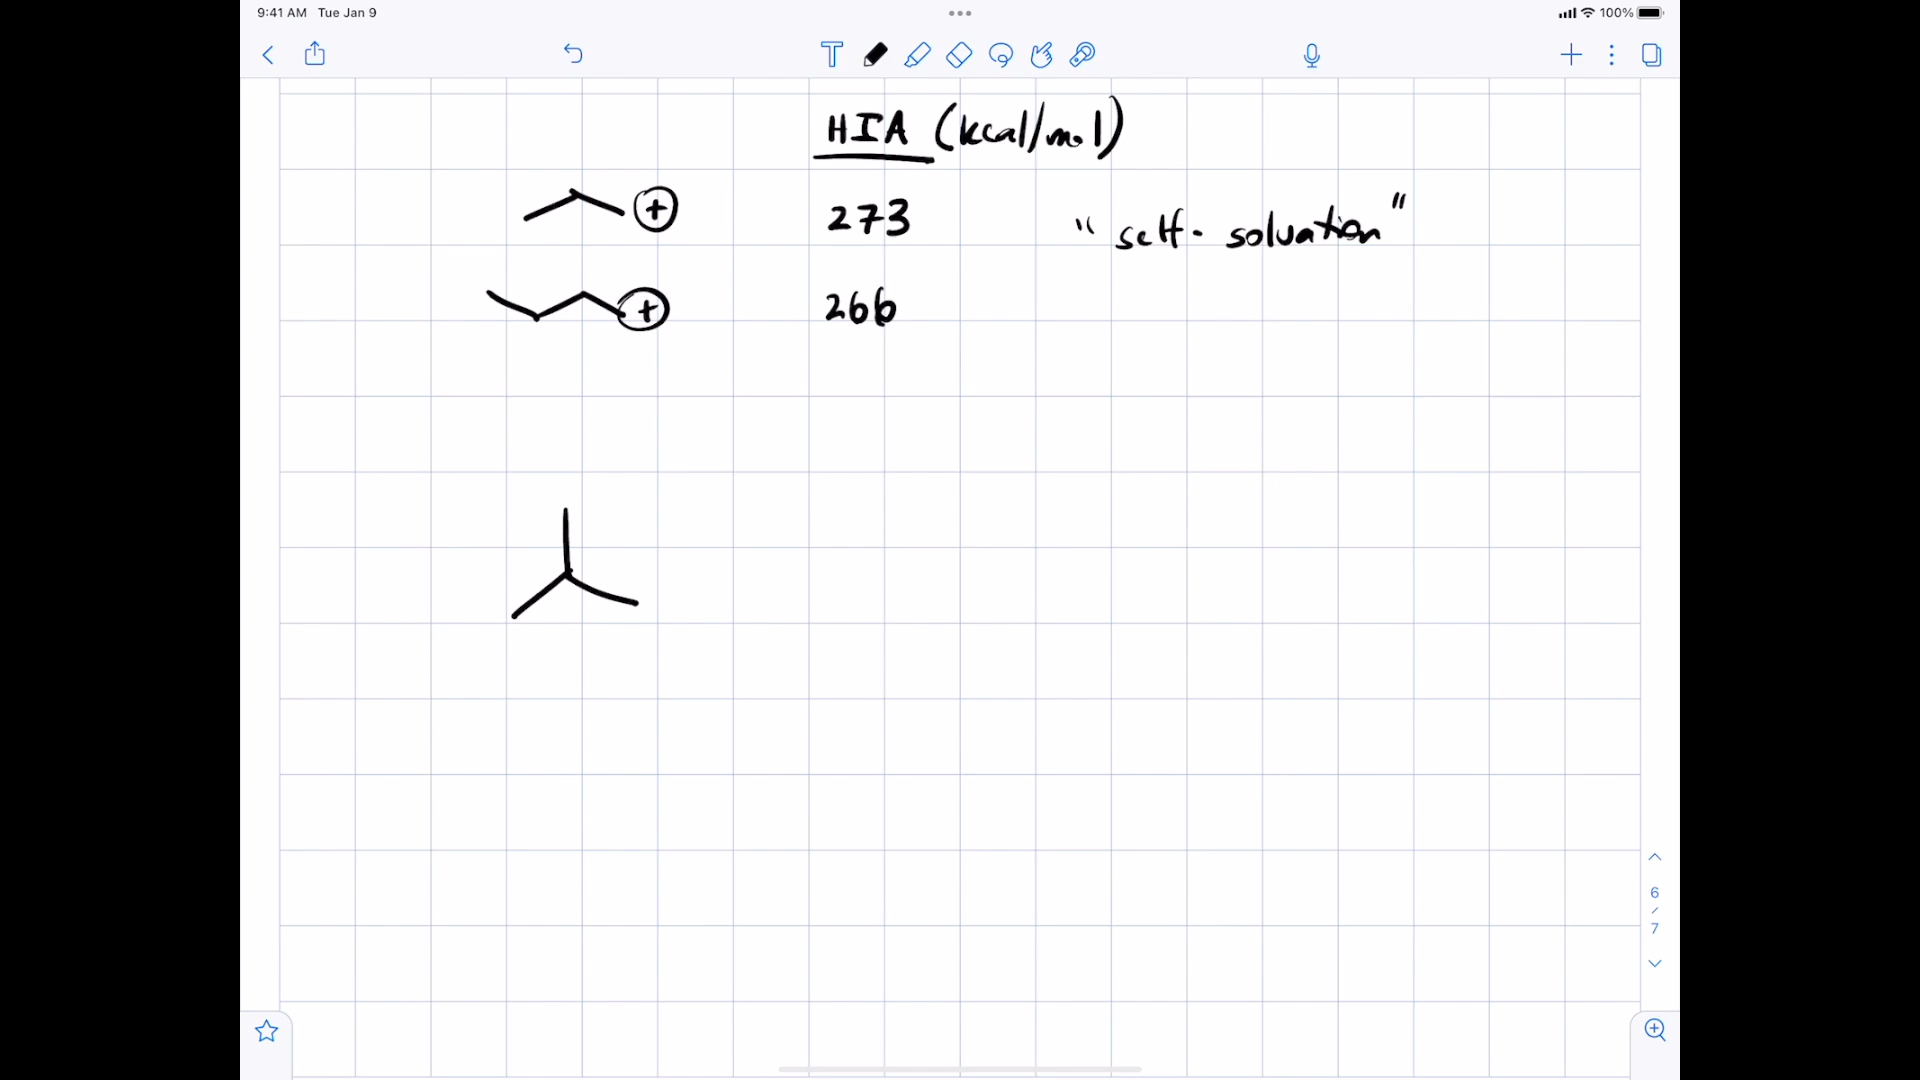 9:41 AM Tue Jan 9
100%
T
HIA (kcal/mol)
+ 273 "self-solvation"
+ 266
6
/
7